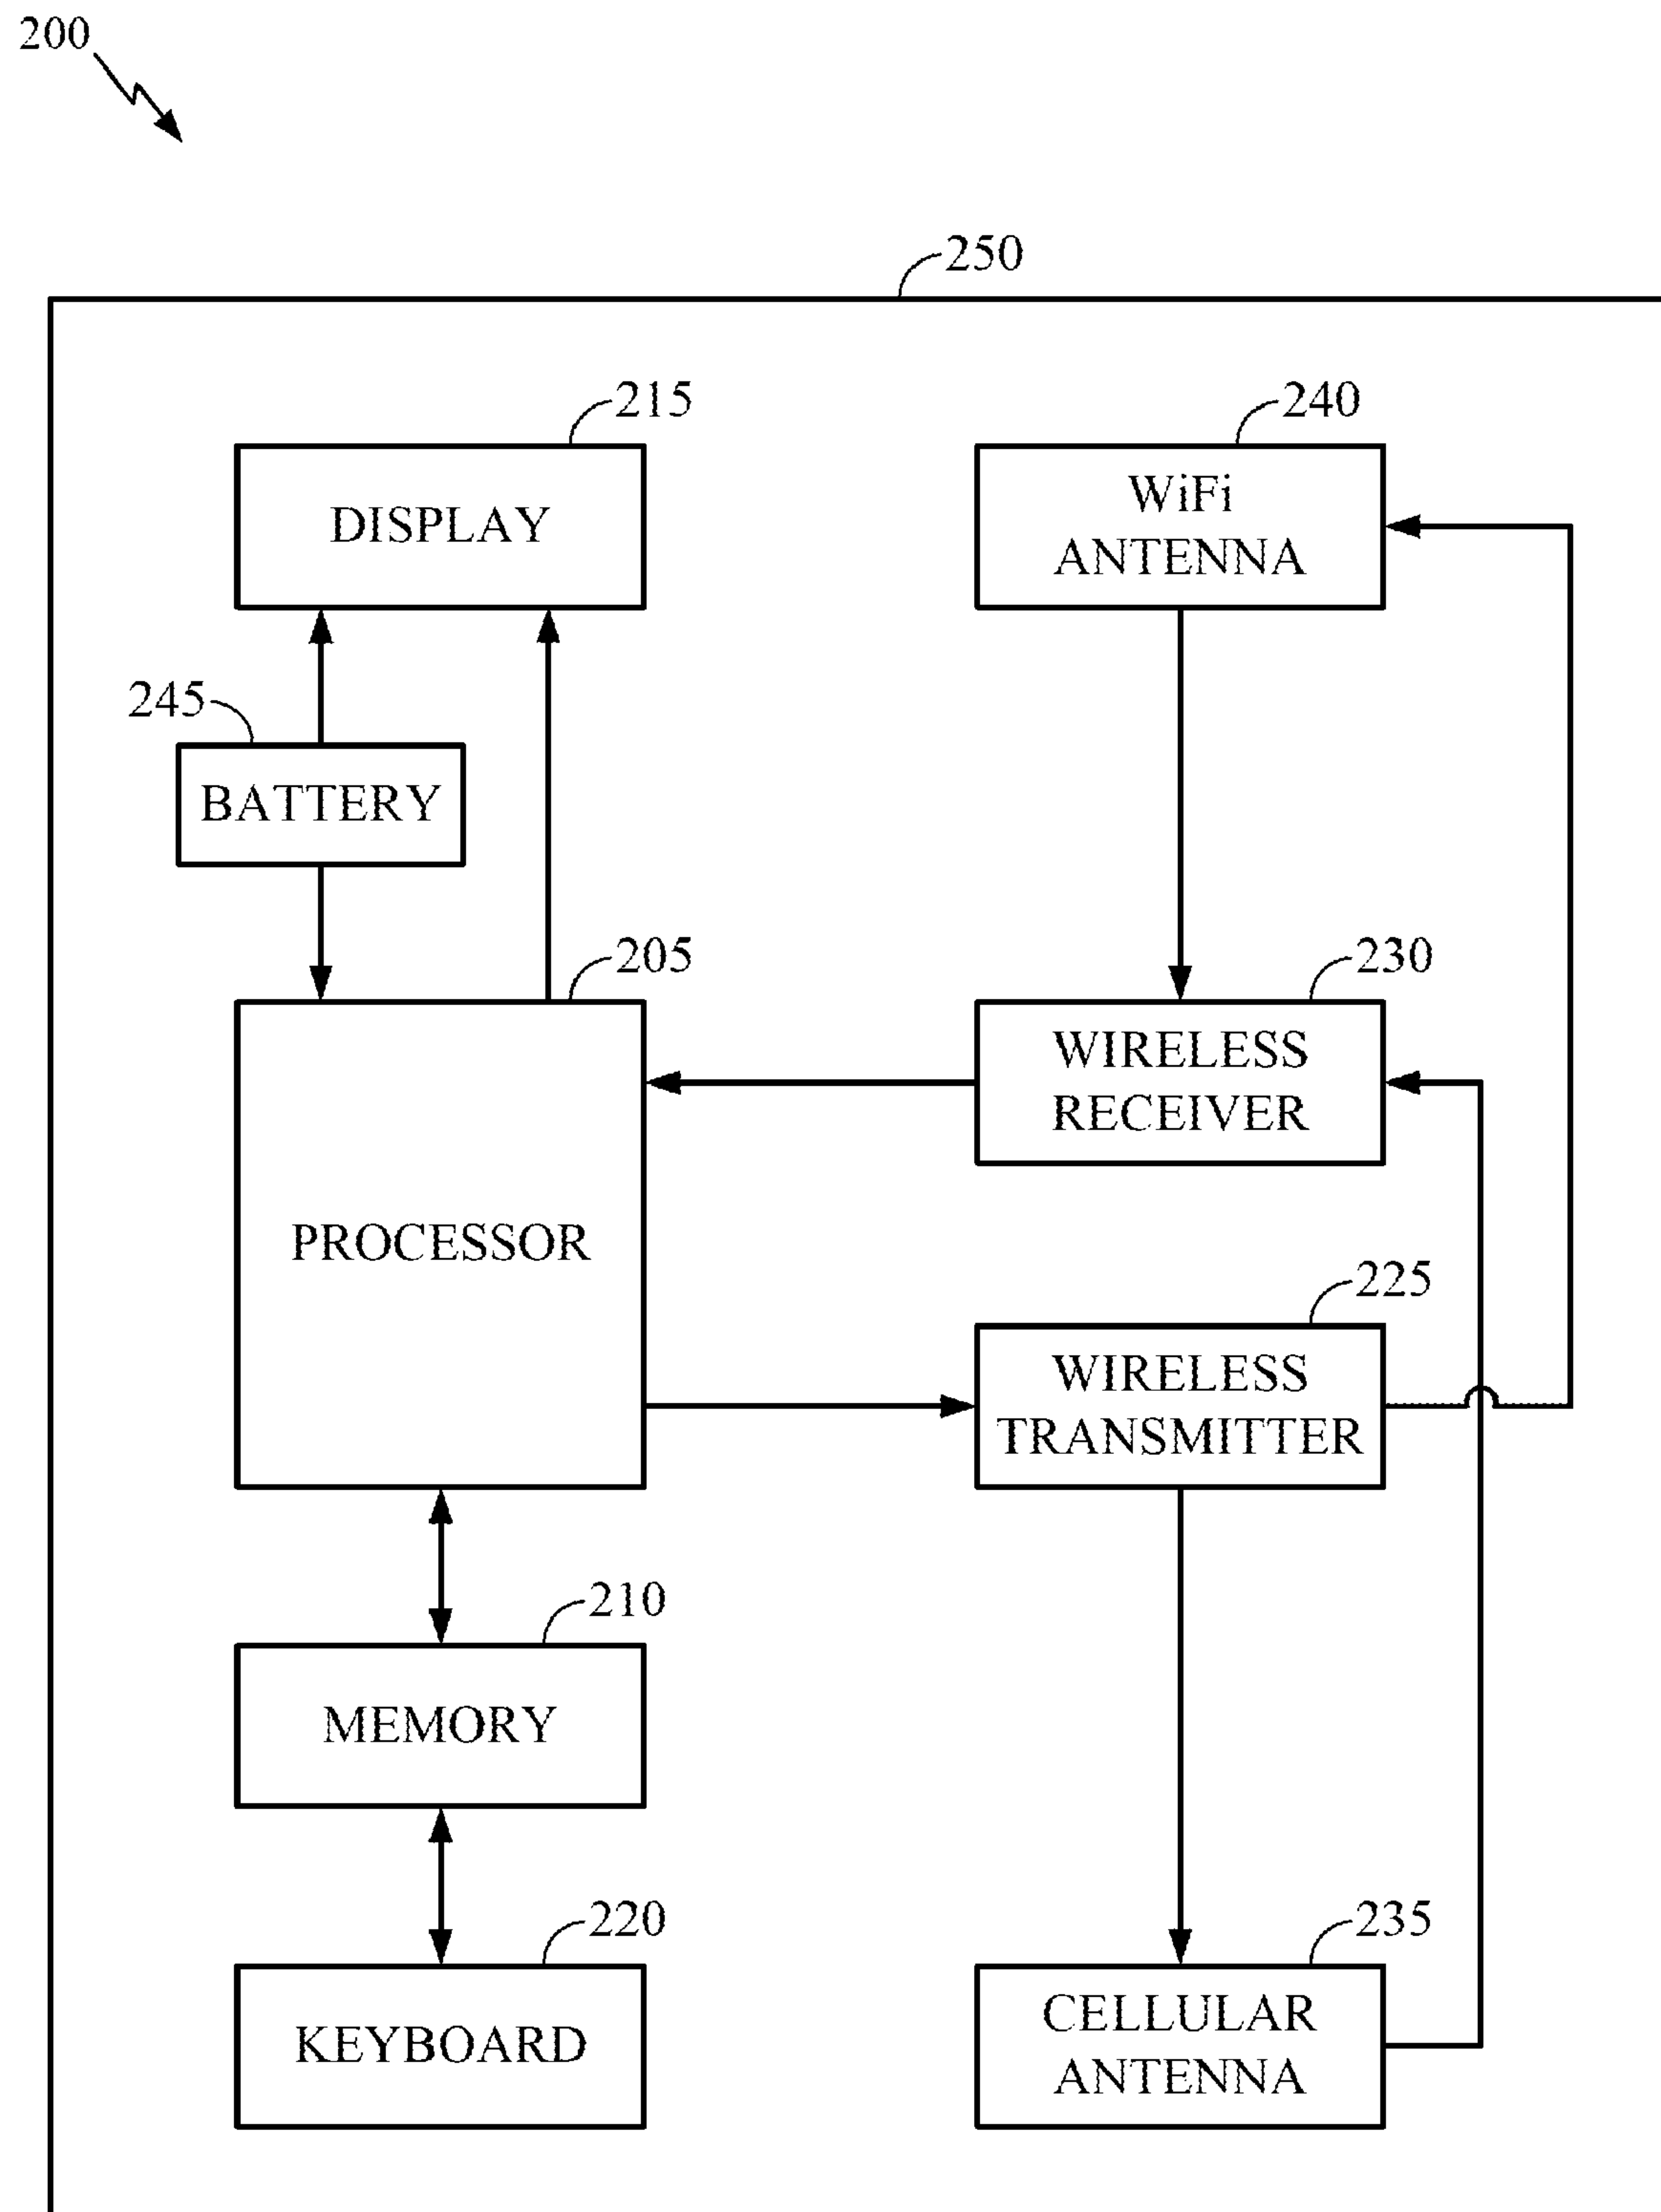 200
250
215
DISPLAY
240
WiFi
ANTENNA
245
BATTERY
205
PROCESSOR
230
WIRELESS
RECEIVER
225
WIRELESS
TRANSMITTER
210
MEMORY
220
KEYBOARD
235
CELLULAR
ANTENNA